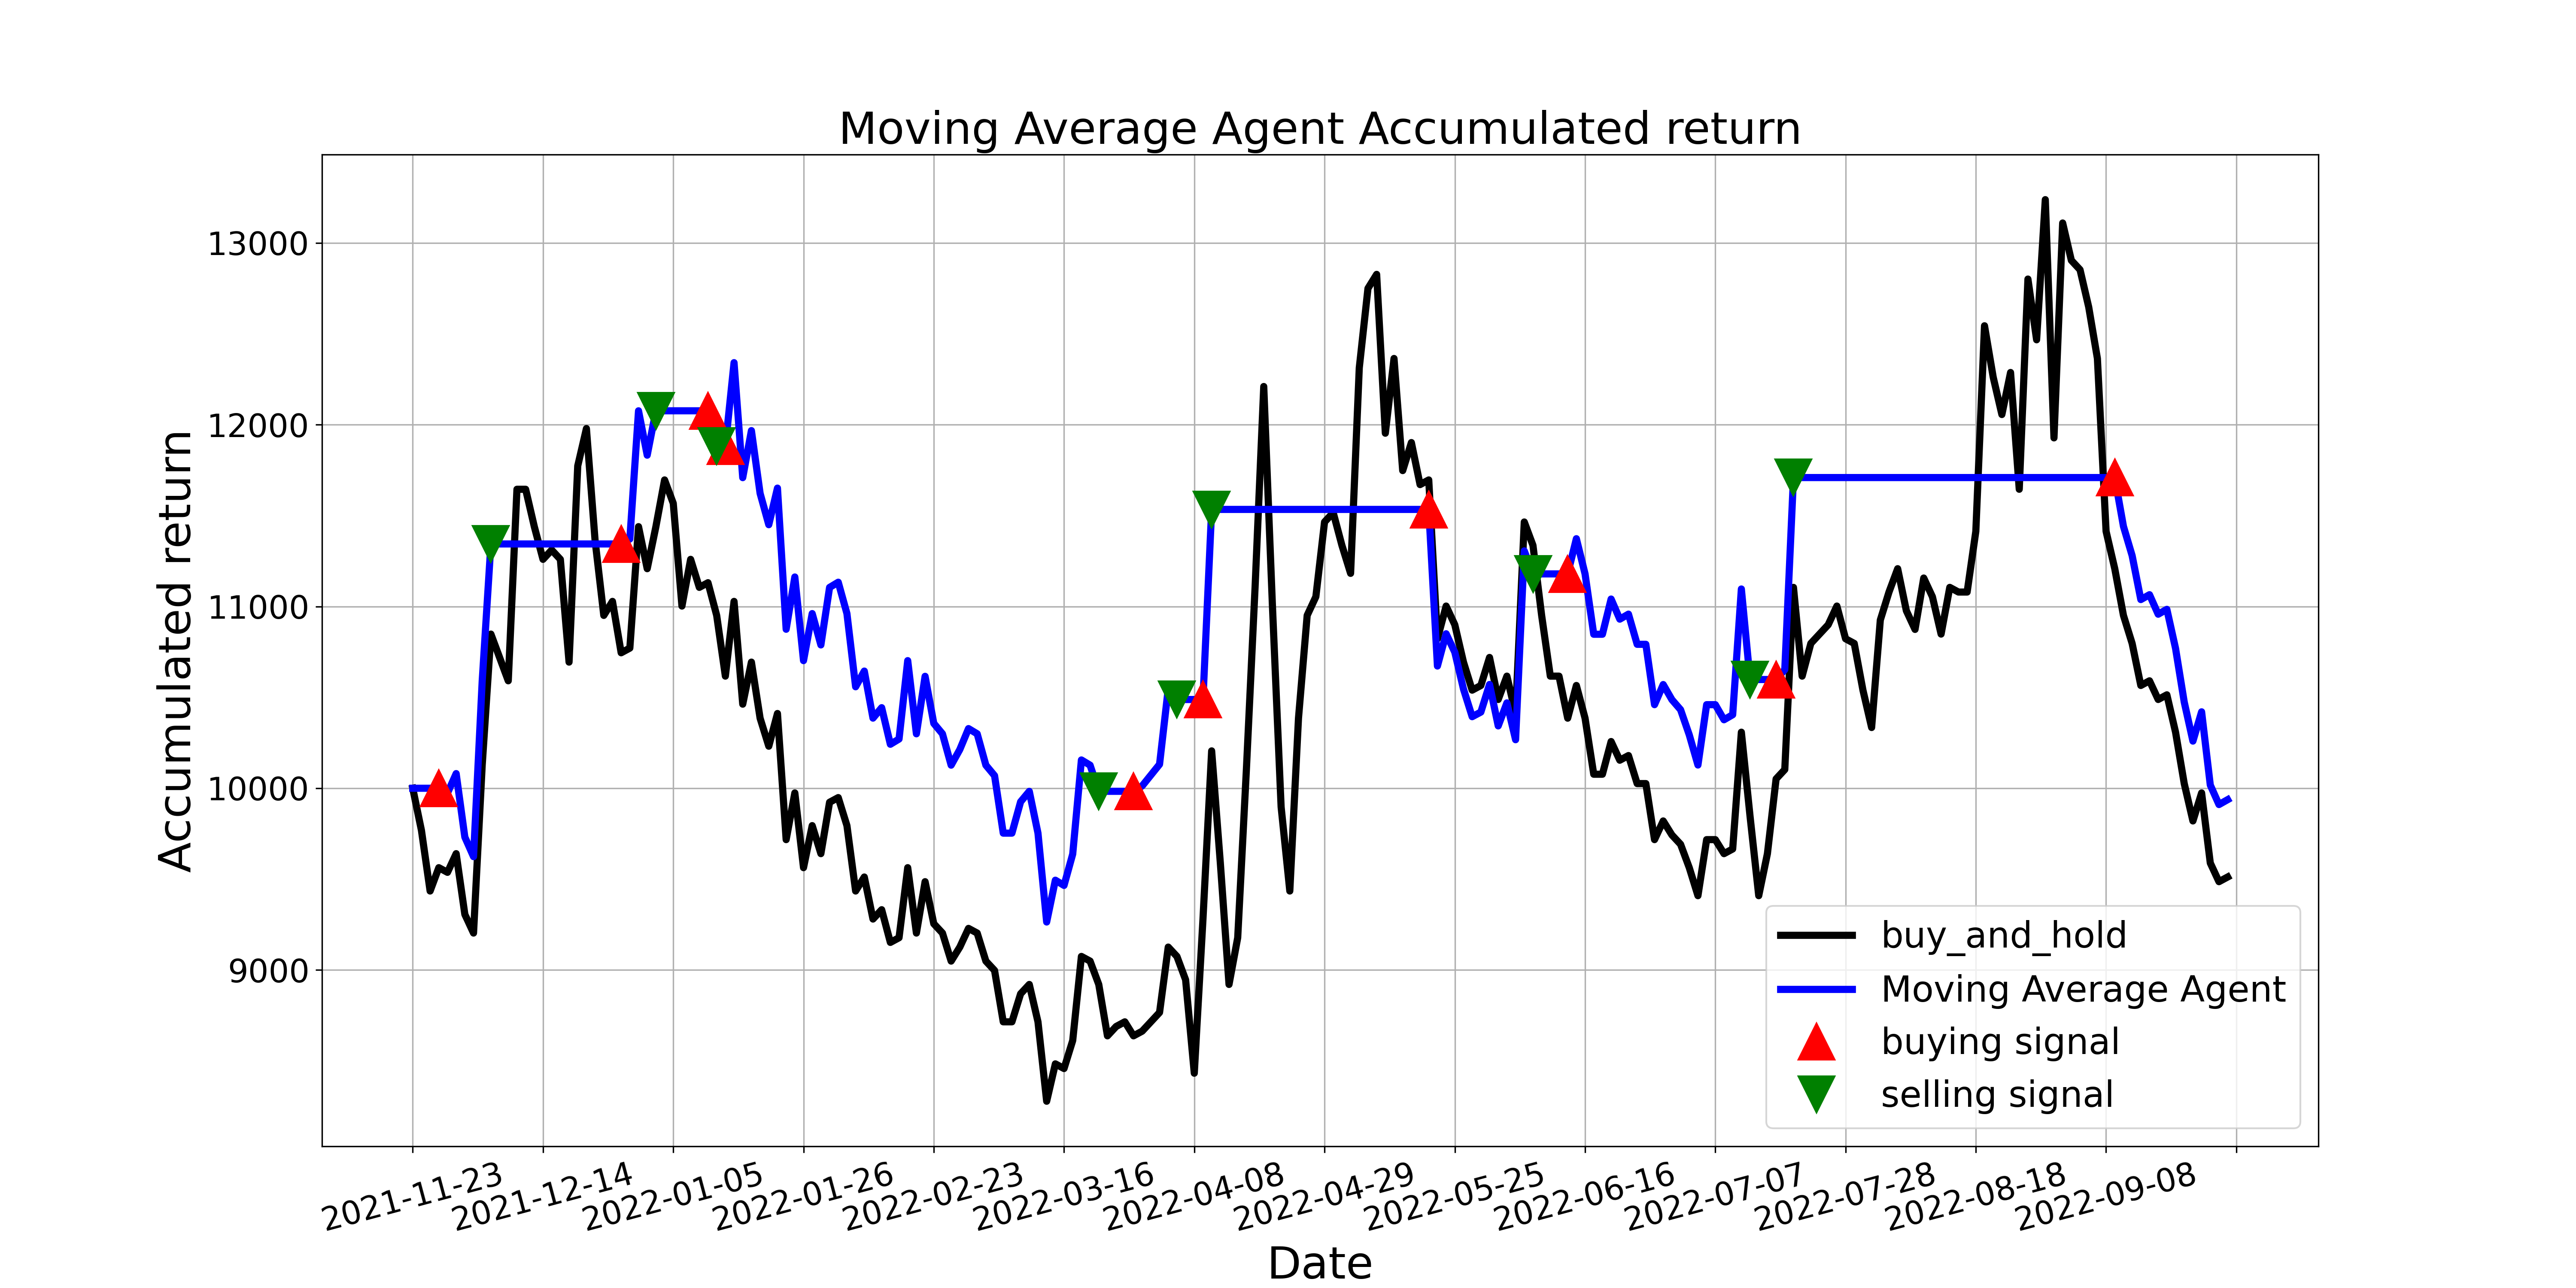 Moving Average Agent Accumulated return
Accumulated return
13000
12000
11000
10000
9000
buy_and_hold
Moving Average Agent
buying signal
selling signal
2021-11-23
2021-12-14
2022-01-05
2022-01-26
2022-02-23
2022-03-16
2022-04-08
2022-04-29
2022-05-25
2022-06-16
2022-07-07
2022-07-28
2022-08-18
2022-09-08
Date